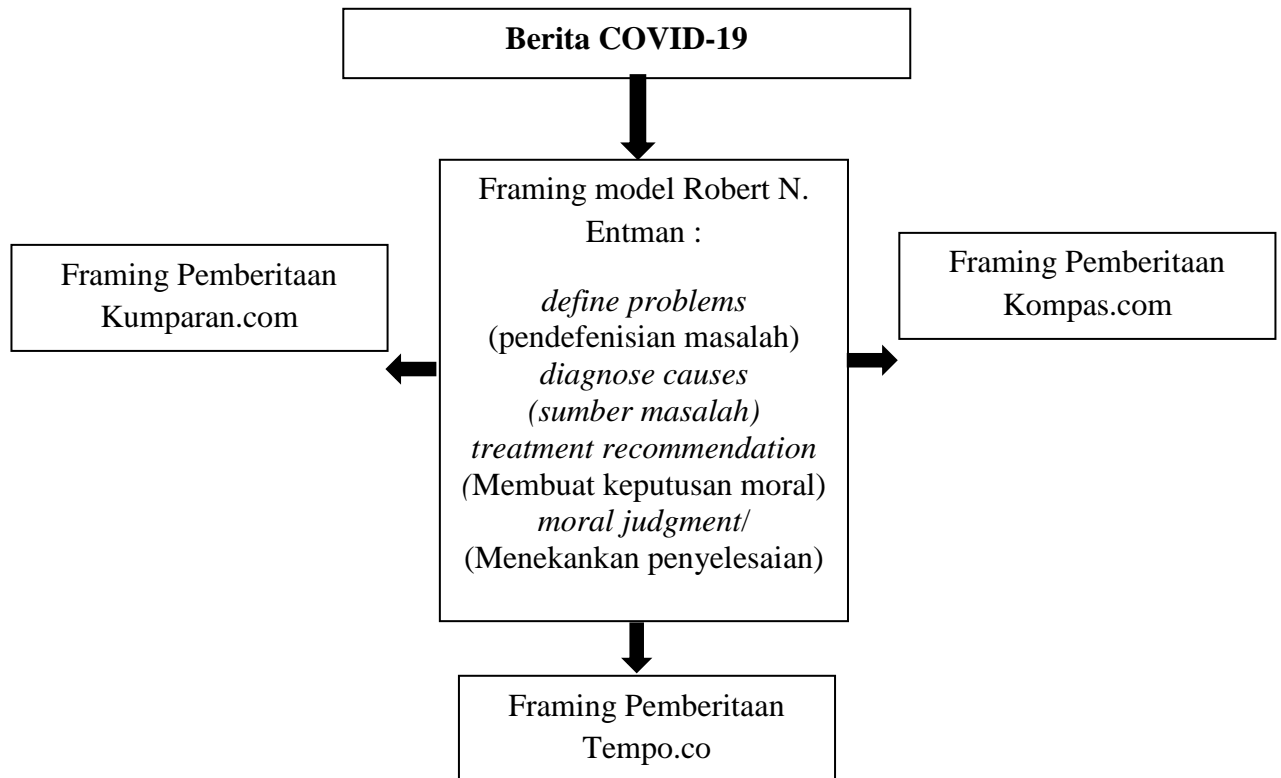 Berita COVID-19
Framing model Robert N.
Entman :
define problems
(pendefenisian masalah)
diagnose causes
(sumber masalah)
treatment recommendation
(Membuat keputusan moral)
moral judgment/
(Menekankan penyelesaian)
Framing Pemberitaan
Kumparan.com
Framing Pemberitaan
Kompas.com
Framing Pemberitaan
Tempo.co